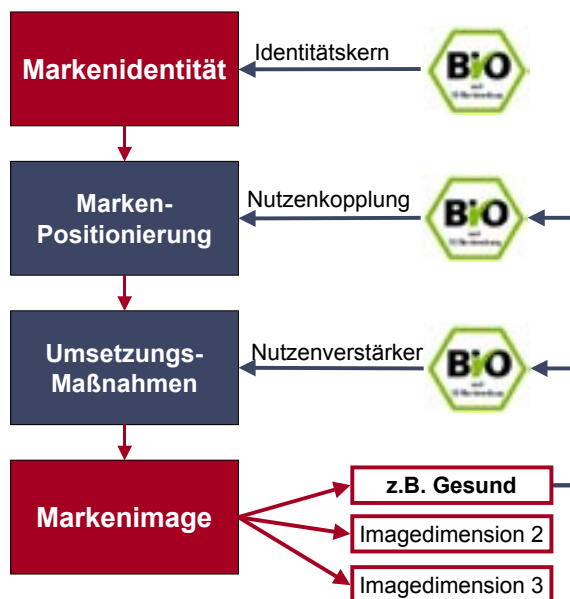 Markenidentität
Identitätskern
BiO
Marken-
Positionierung
Nutzenkopplung
BiO
Umsetzungs-
Maßnahmen
Nutzenverstärker
BiO
Markenimage
z.B. Gesund
Imagedimension 2
Imagedimension 3